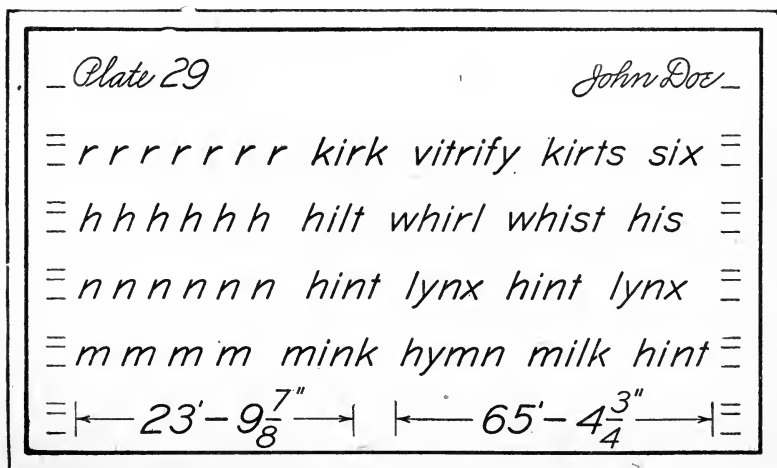 Plate 29 John Doe
r r r r r r r kirk vitrify kirts six
h h h h h h hilt whirl whist his
n n n n n n hint lynx hint lynx
m m m m mink hymn milk hint
23'-9 7/8" 65'-4 3/4"